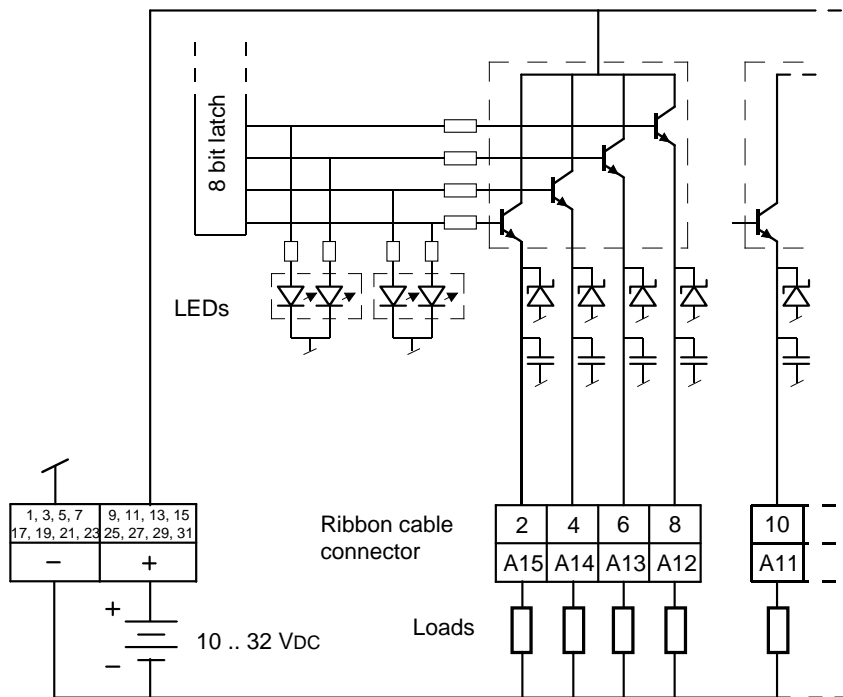 8 bit latch
LEDs
1, 3, 5, 7
17, 19, 21, 23
9, 11, 13, 15
25, 27, 29, 31
− +
+
−
10 .. 32 VDC
Ribbon cable
connector
2 4 6 8 10
A15 A14 A13 A12 A11
Loads